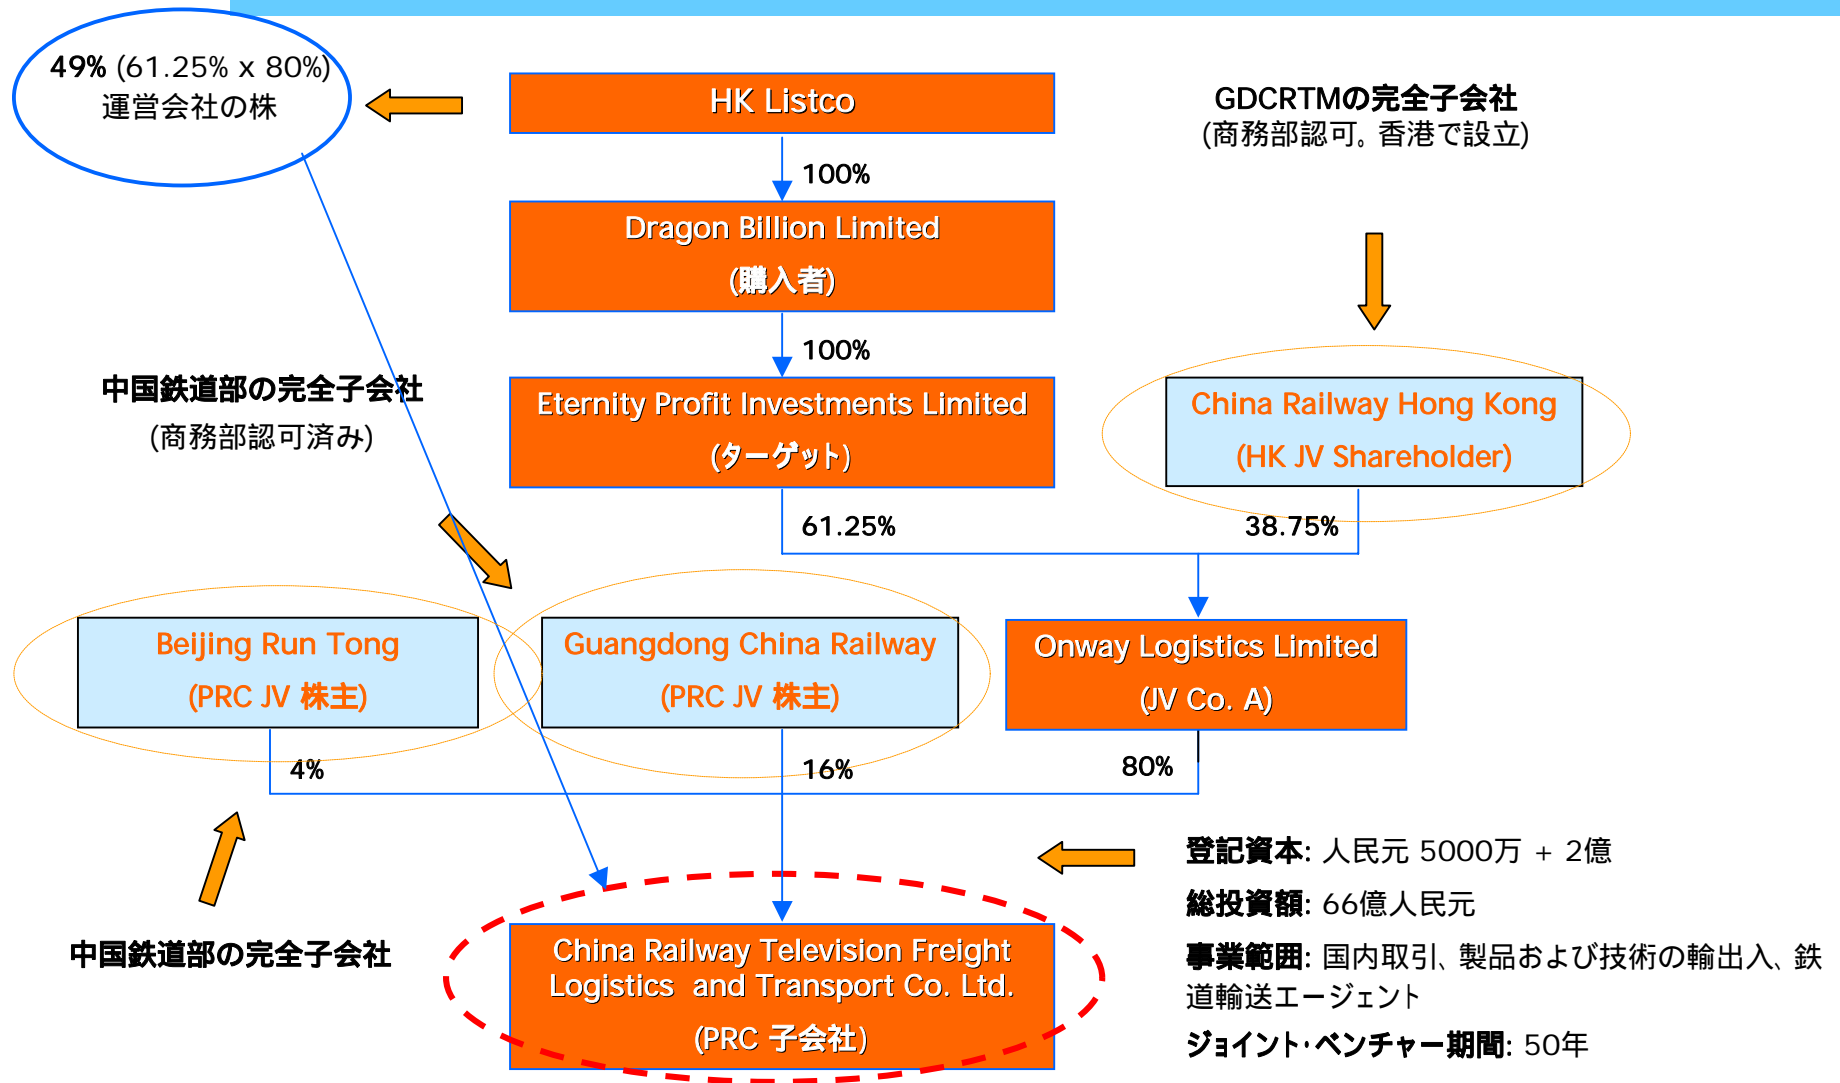 49% (61.25% x 80%)
運営会社の株
HK Listco
GDCRTMの完全子会社
(商務部認可。香港で設立)
100%
Dragon Billion Limited
(購入者)
100%
中国鉄道部の完全子会社
(商務部認可済み)
Eternity Profit Investments Limited
(ターゲット)
China Railway Hong Kong
(HK JV Shareholder)
61.25%
38.75%
Beijing Run Tong
(PRC JV 株主)
Guangdong China Railway
(PRC JV 株主)
Onway Logistics Limited
(JV Co. A)
4%
16%
80%
中国鉄道部の完全子会社
China Railway Television Freight
Logistics and Transport Co. Ltd.
(PRC 子会社)
登記資本: 人民元 5000万 + 2億
総投資額: 66億人民元
事業範囲: 国内取引、製品および技術の輸出入、鉄
道輸送エージェント
ジョイント・ベンチャー期間: 50年